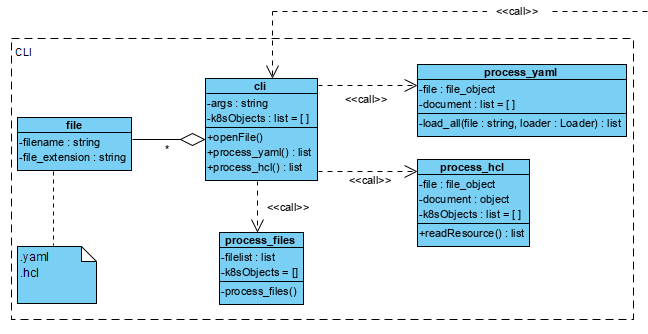 <<call>>
CLI
cli
-args : string
-k8sObjects : list = [ ]
+openFile()
+process_yaml() : list
+process_hcl() : list
<<call>>
process_yaml
-file : file_object
-document : list = [ ]
-load_all(file : string, loader : Loader) : list
file
-filename : string
-file_extension : string
*
<<call>>
process_hcl
-file : file_object
-document : object
-k8sObjects : list = [ ]
+readResource() : list
<<call>>
process_files
-filelist : list
-k8sObjects = []
-process_files()
.yaml
.hcl